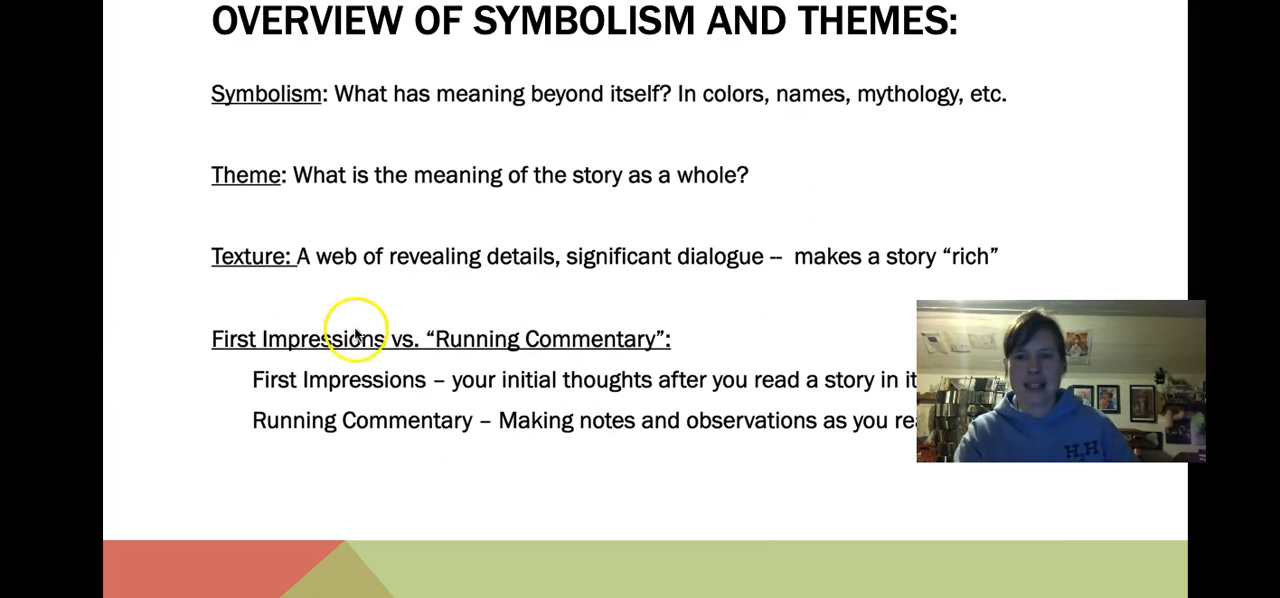 OVERVIEW OF SYMBOLISM AND THEMES:
Symbolism: What has meaning beyond itself? In colors, names, mythology, etc.
Theme: What is the meaning of the story as a whole?
Texture: A web of revealing details, significant dialogue -- makes a story “rich”
First Impressions vs. “Running Commentary”:
First Impressions – your initial thoughts after you read a story in
Running Commentary – Making notes and observations as you
H H